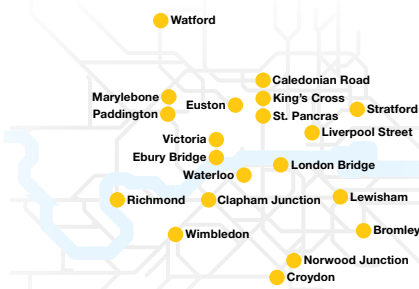 Watford
Caledonian Road
Marylebone
King's Cross
Euston
Stratford
Paddington
St. Pancras
Liverpool Street
Victoria
Ebury Bridge
London Bridge
Waterloo
Richmond
Clapham Junction
Lewisham
Wimbledon
Bromley
Norwood Junction
Croydon